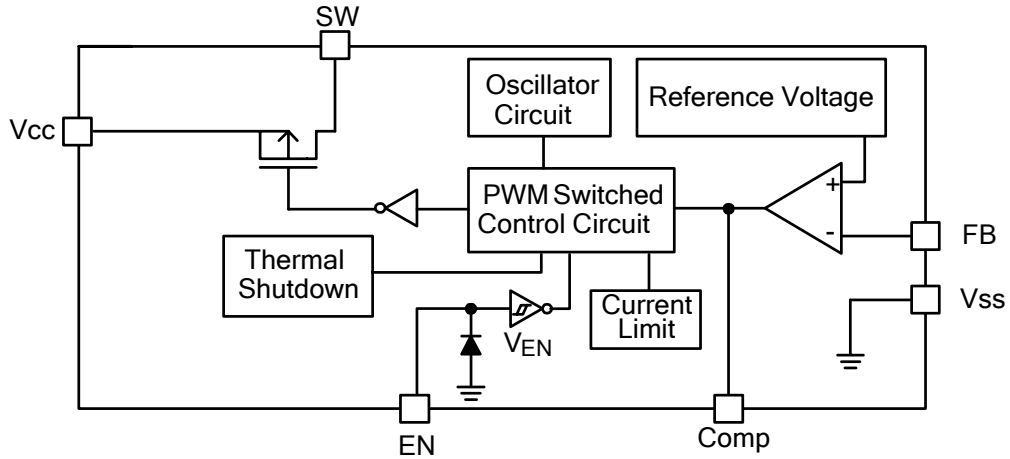 SW
Oscillator
Circuit
Reference Voltage
Vcc
PWM Switched
Control Circuit
+
-
FB
Thermal
Shutdown
Current
Limit
Vss
VEN
EN
Comp